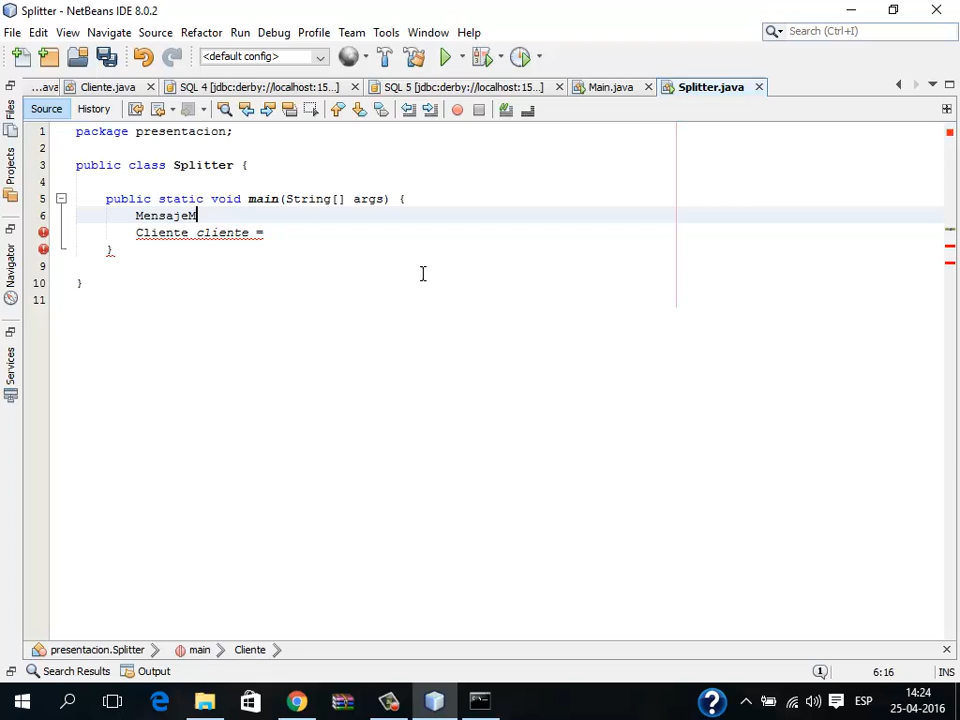 Splitter - NetBeans IDE 8.0.2
File Edit View Navigate Source Refactor Run Debug Profile Team Tools Window Help
Search (Ctrl+I)
<default config>
...ava Cliente.java SQL 4 [jdbc:derby://localhost:15...] SQL 5 [jdbc:derby://localhost:15...] Main.java Splitter.java
Source History
Files
Projects
Navigator
Services
1 package presentacion;
2
3 public class Splitter {
4
5 public static void main(String[] args) {
6 MensajeM
Cliente cliente =
}
9
10 }
11
presentacion.Splitter main Cliente
Search Results Output 1 6:16 INS
ESP
14:24
25-04-2016